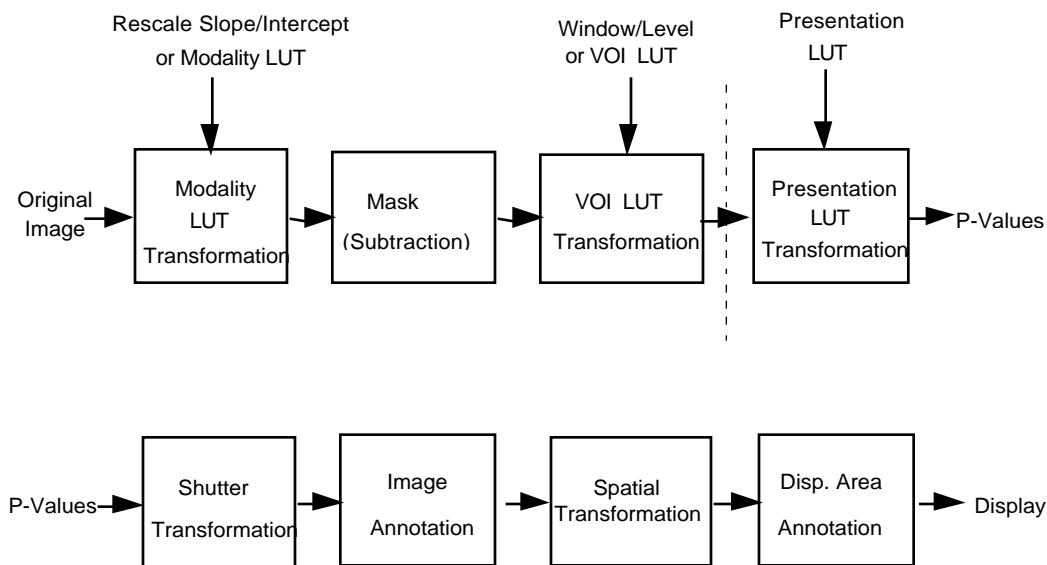 Rescale Slope/Intercept
or Modality LUT
Window/Level
or VOI LUT
Presentation
LUT
Original
Image
Modality
LUT
Transformation
Mask
(Subtraction)
VOI LUT
Transformation
Presentation
LUT
Transformation
P-Values
P-Values
Shutter
Transformation
Image
Annotation
Spatial
Transformation
Disp. Area
Annotation
Display